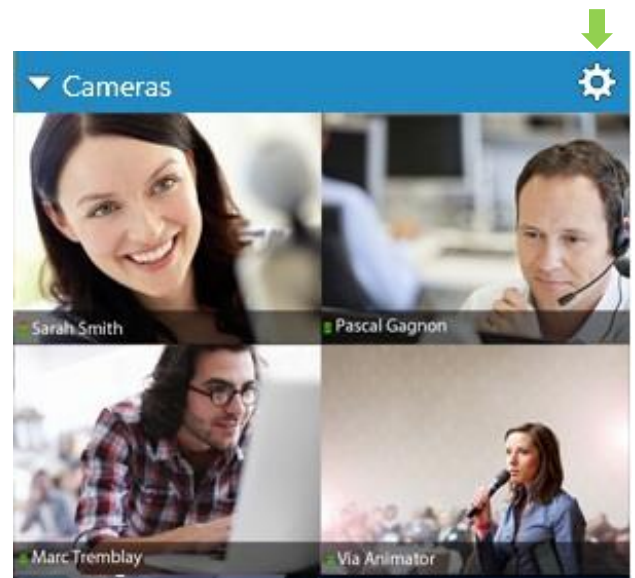 Cameras
Sarah Smith
Pascal Gagnon
Marc Tremblay
Via Animator